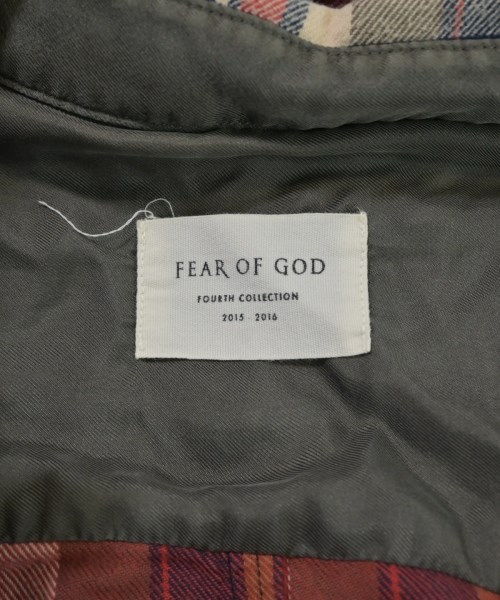 FEAR OF GOD
FOURTH COLLECTION
2015 - 2016